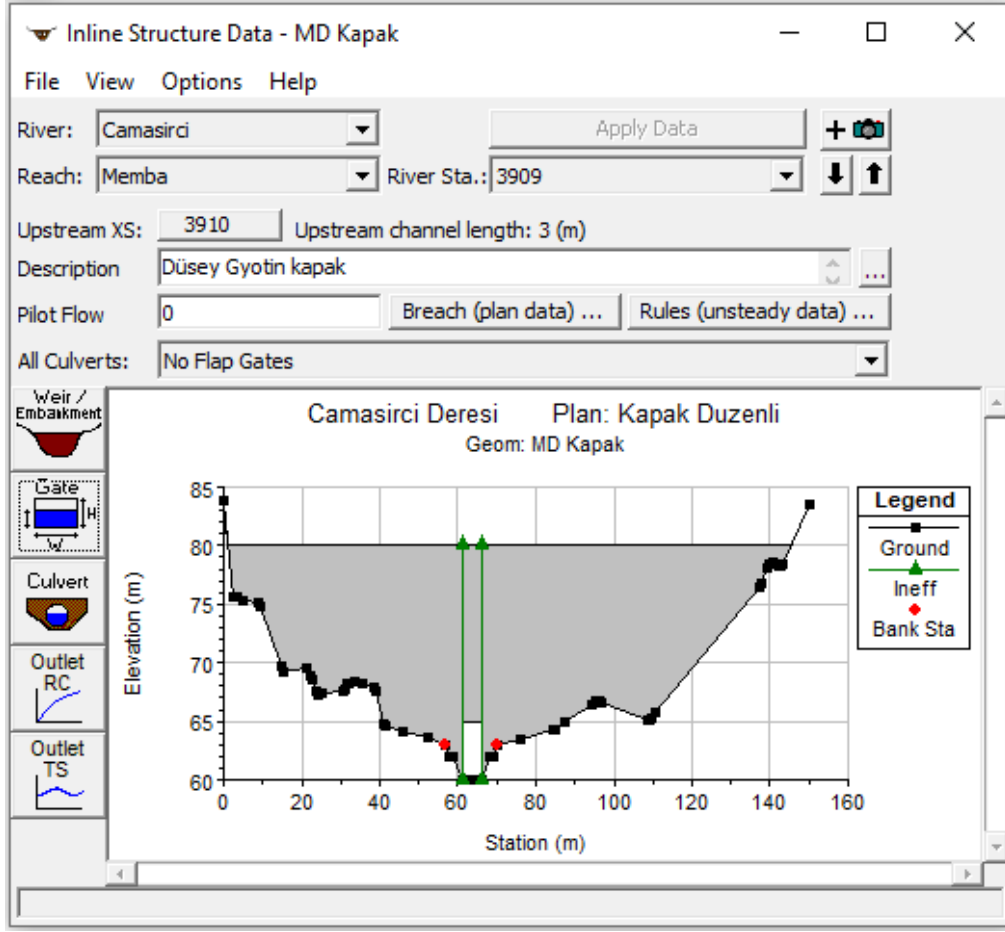 Inline Structure Data - MD Kapak
File View Options Help
River: Camasirci Apply Data +
Reach: Memba River Sta.: 3909
Upstream XS: 3910 Upstream channel length: 3 (m)
Description Düsey Gyotin kapak ...
Pilot Flow 0 Breach (plan data) ... Rules (unsteady data) ...
All Culverts: No Flap Gates
Weir /
Embankment
Gate
H
W
Culvert
Outlet
RC
Outlet
TS
Camasirci Deresi Plan: Kapak Duzenli
Geom: MD Kapak
85
80
75
70
65
60
Elevation (m)
0 20 40 60 80 100 120 140 160
Station (m)
Legend
Ground
Ineff
Bank Sta